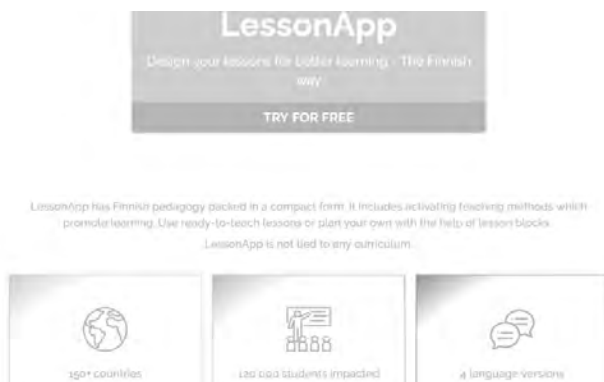 LessonApp
Design your lessons for better learning - The Finnish
way
TRY FOR FREE
LessonApp has Finnish pedagogy packed in a compact form. It includes activating teaching methods which
promote learning. Use ready-to-teach lessons or plan your own with the help of lesson blocks.
LessonApp is not tied to any curriculum.
150+ countries
120 000 students impacted
4 language versions